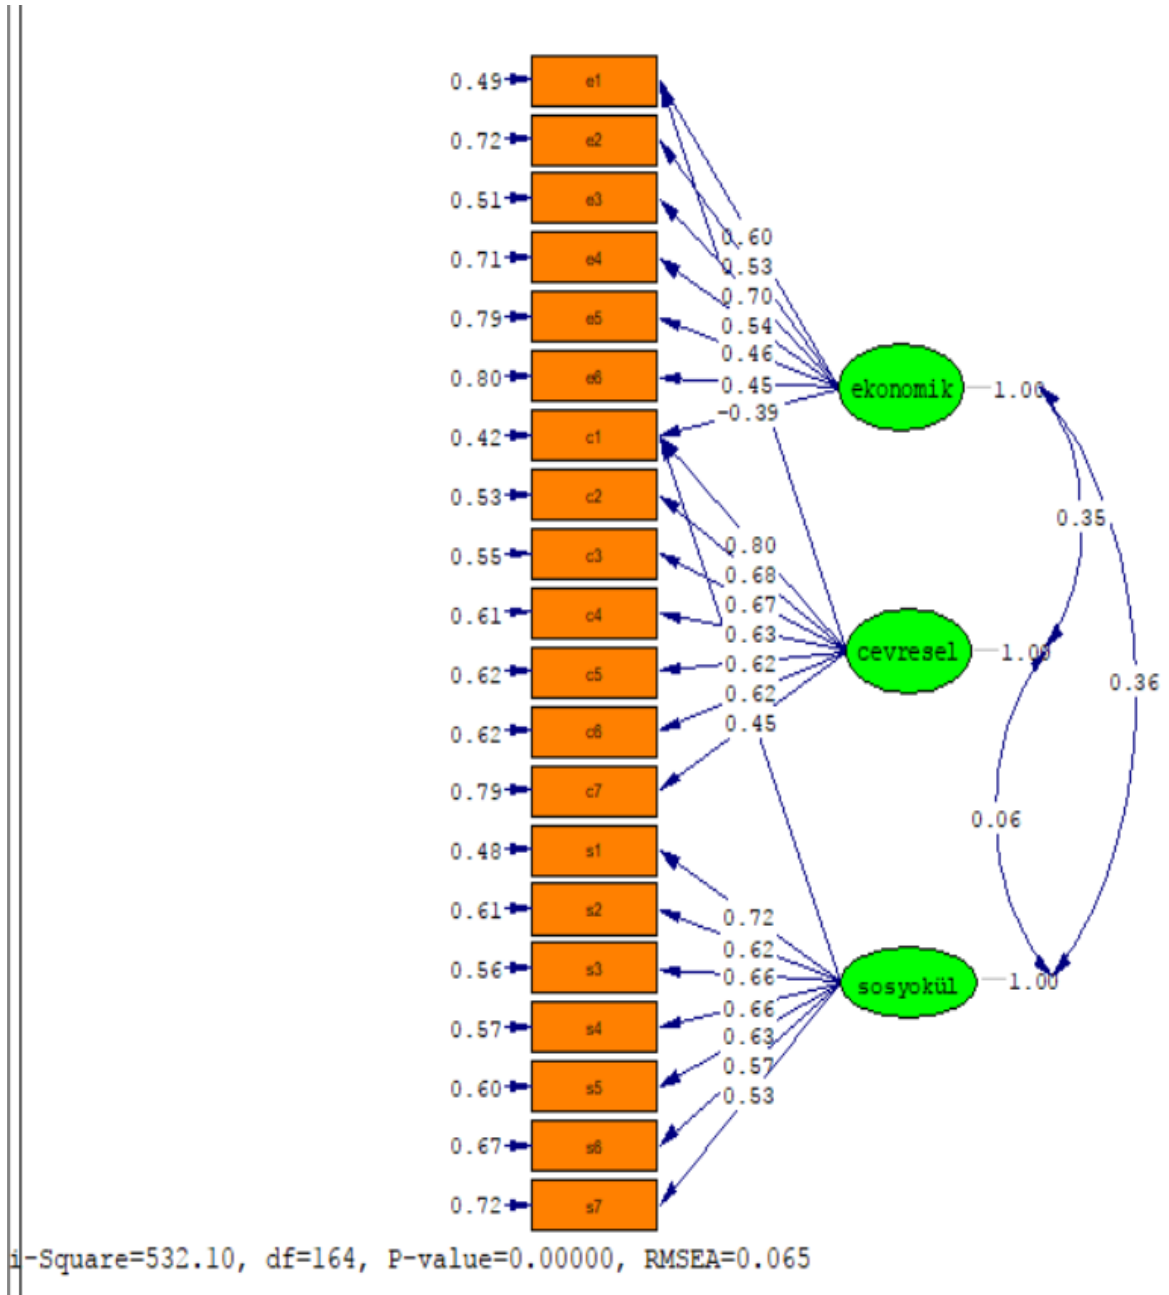 0.49 e1
0.72 e2
0.51 e3
0.60
0.71 e4
0.53
0.70
0.79 e5
0.54
0.46
0.80 e6
0.45
ekonomik 1.00
-0.39
0.42 c1
0.53 c2
0.35
0.55 c3
0.80
0.68
0.61 c4
0.67
0.63
0.62 c5
0.62
cevresel 1.00
0.36
0.62
0.62 c6
0.45
0.79 c7
0.06
0.48 s1
0.61 s2
0.72
0.62
0.56 s3
0.66
sosyokül 1.00
0.57 s4
0.66
0.63
0.60 s5
0.57
0.53
0.67 s6
0.72 s7
i-Square=532.10, df=164, P-value=0.00000, RMSEA=0.065